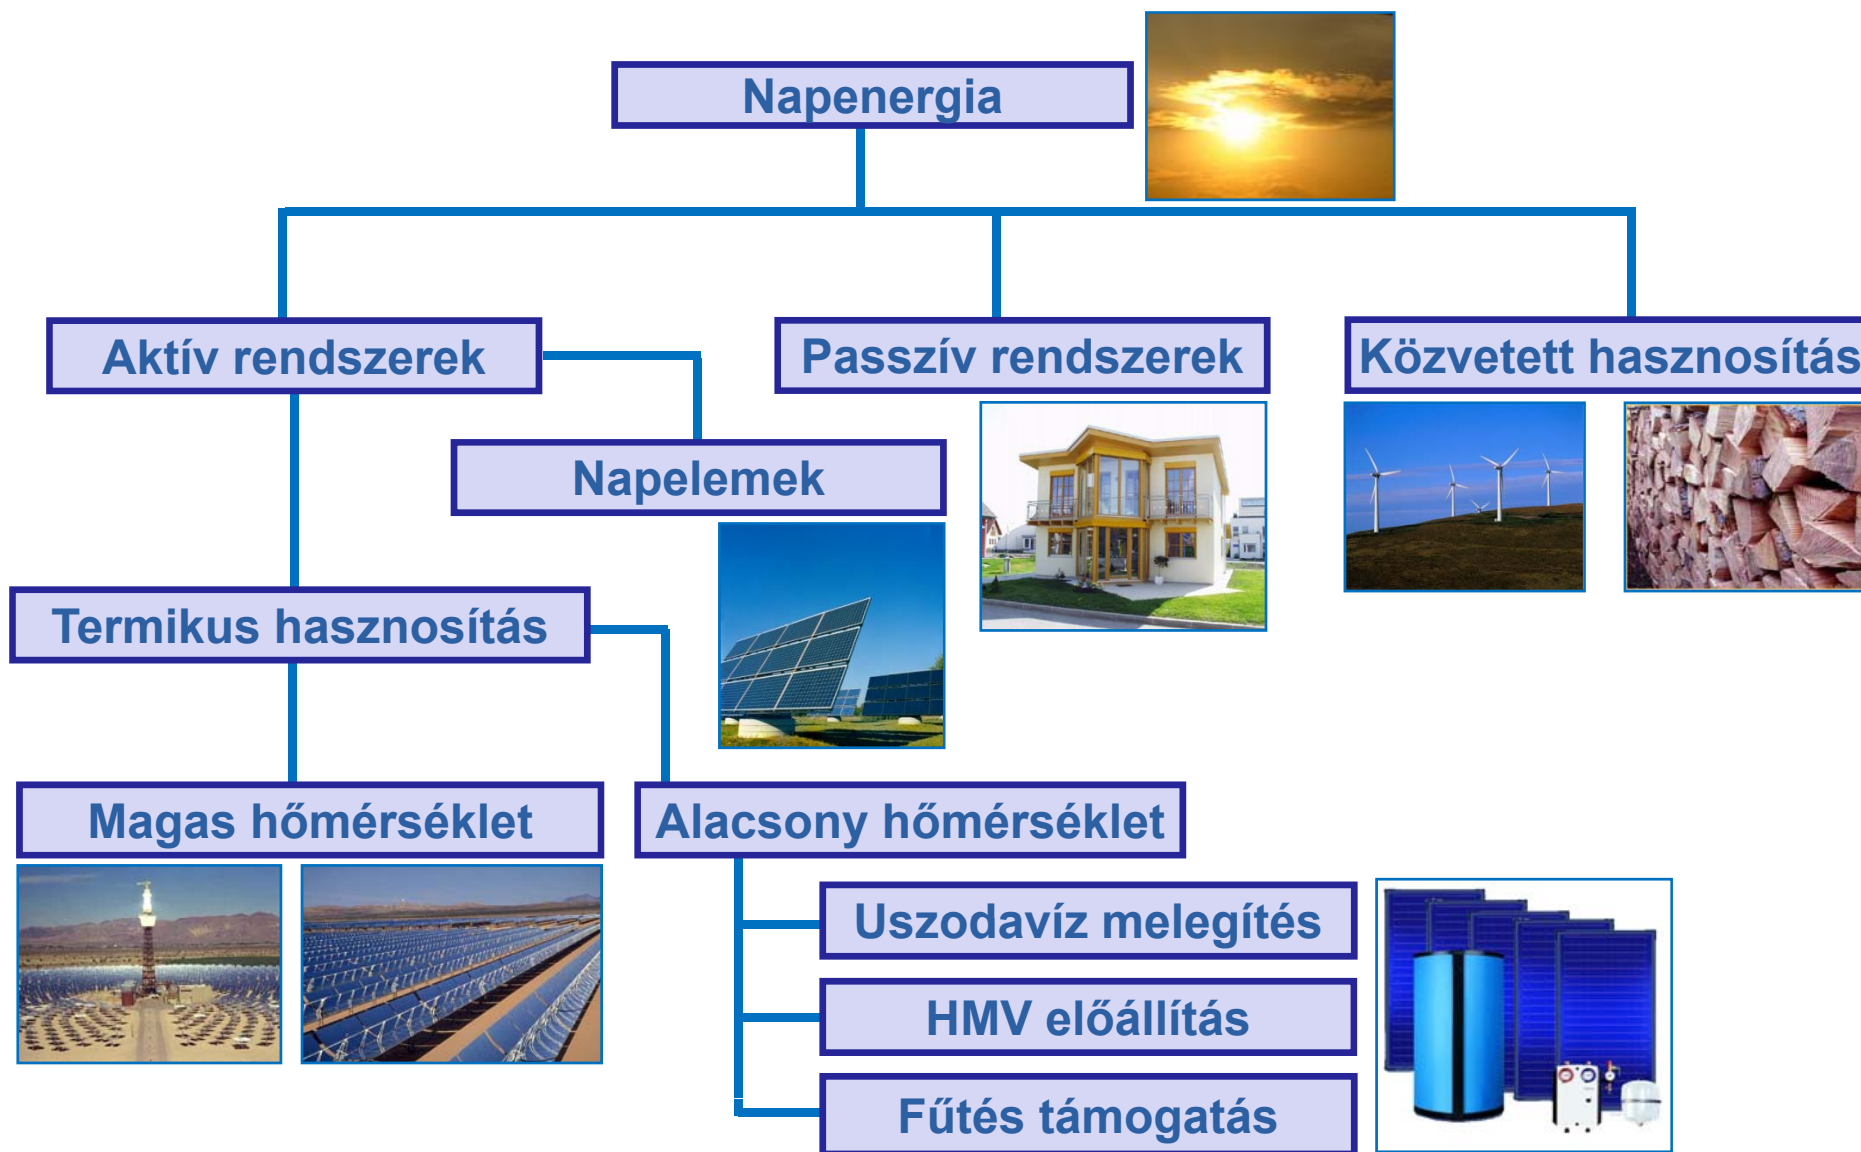 Napenergia
Aktív rendszerek
Passzív rendszerek
Közvetett hasznosítás
Napelemek
Termikus hasznosítás
Magas hőmérséklet
Alacsony hőmérséklet
Uszodavíz melegítés
HMV előállítás
Fűtés támogatás